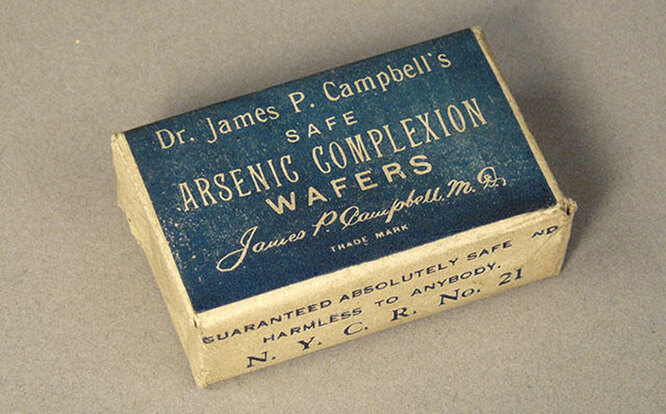 Dr. James P. Campbell's
SAFE
ARSENIC COMPLEXION
WAFERS
James P. Campbell, M. D.,
TRADE MARK
GUARANTEED ABSOLUTELY SAFE ND
HARMLESS TO ANYBODY.
N. Y. C. R. No. 21